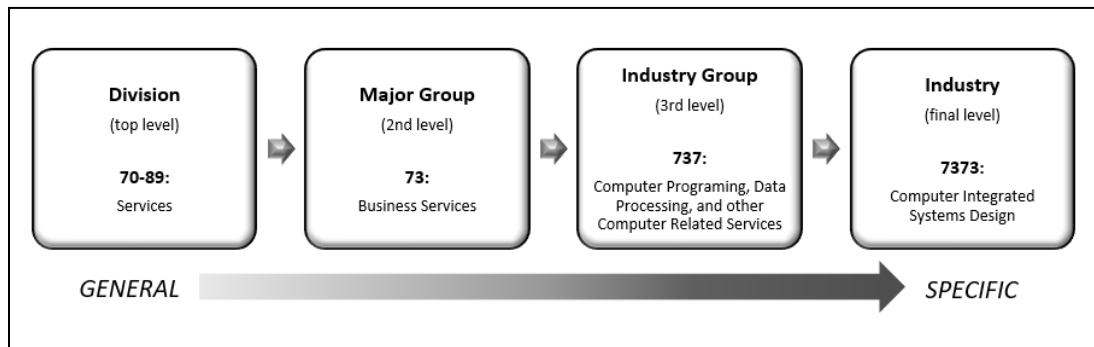 Division
(top level)
70-89:
Services
Major Group
(2nd level)
73:
Business Services
Industry Group
(3rd level)
737:
Computer Programing, Data
Processing, and other
Computer Related Services
Industry
(final level)
7373:
Computer Integrated
Systems Design
GENERAL
SPECIFIC